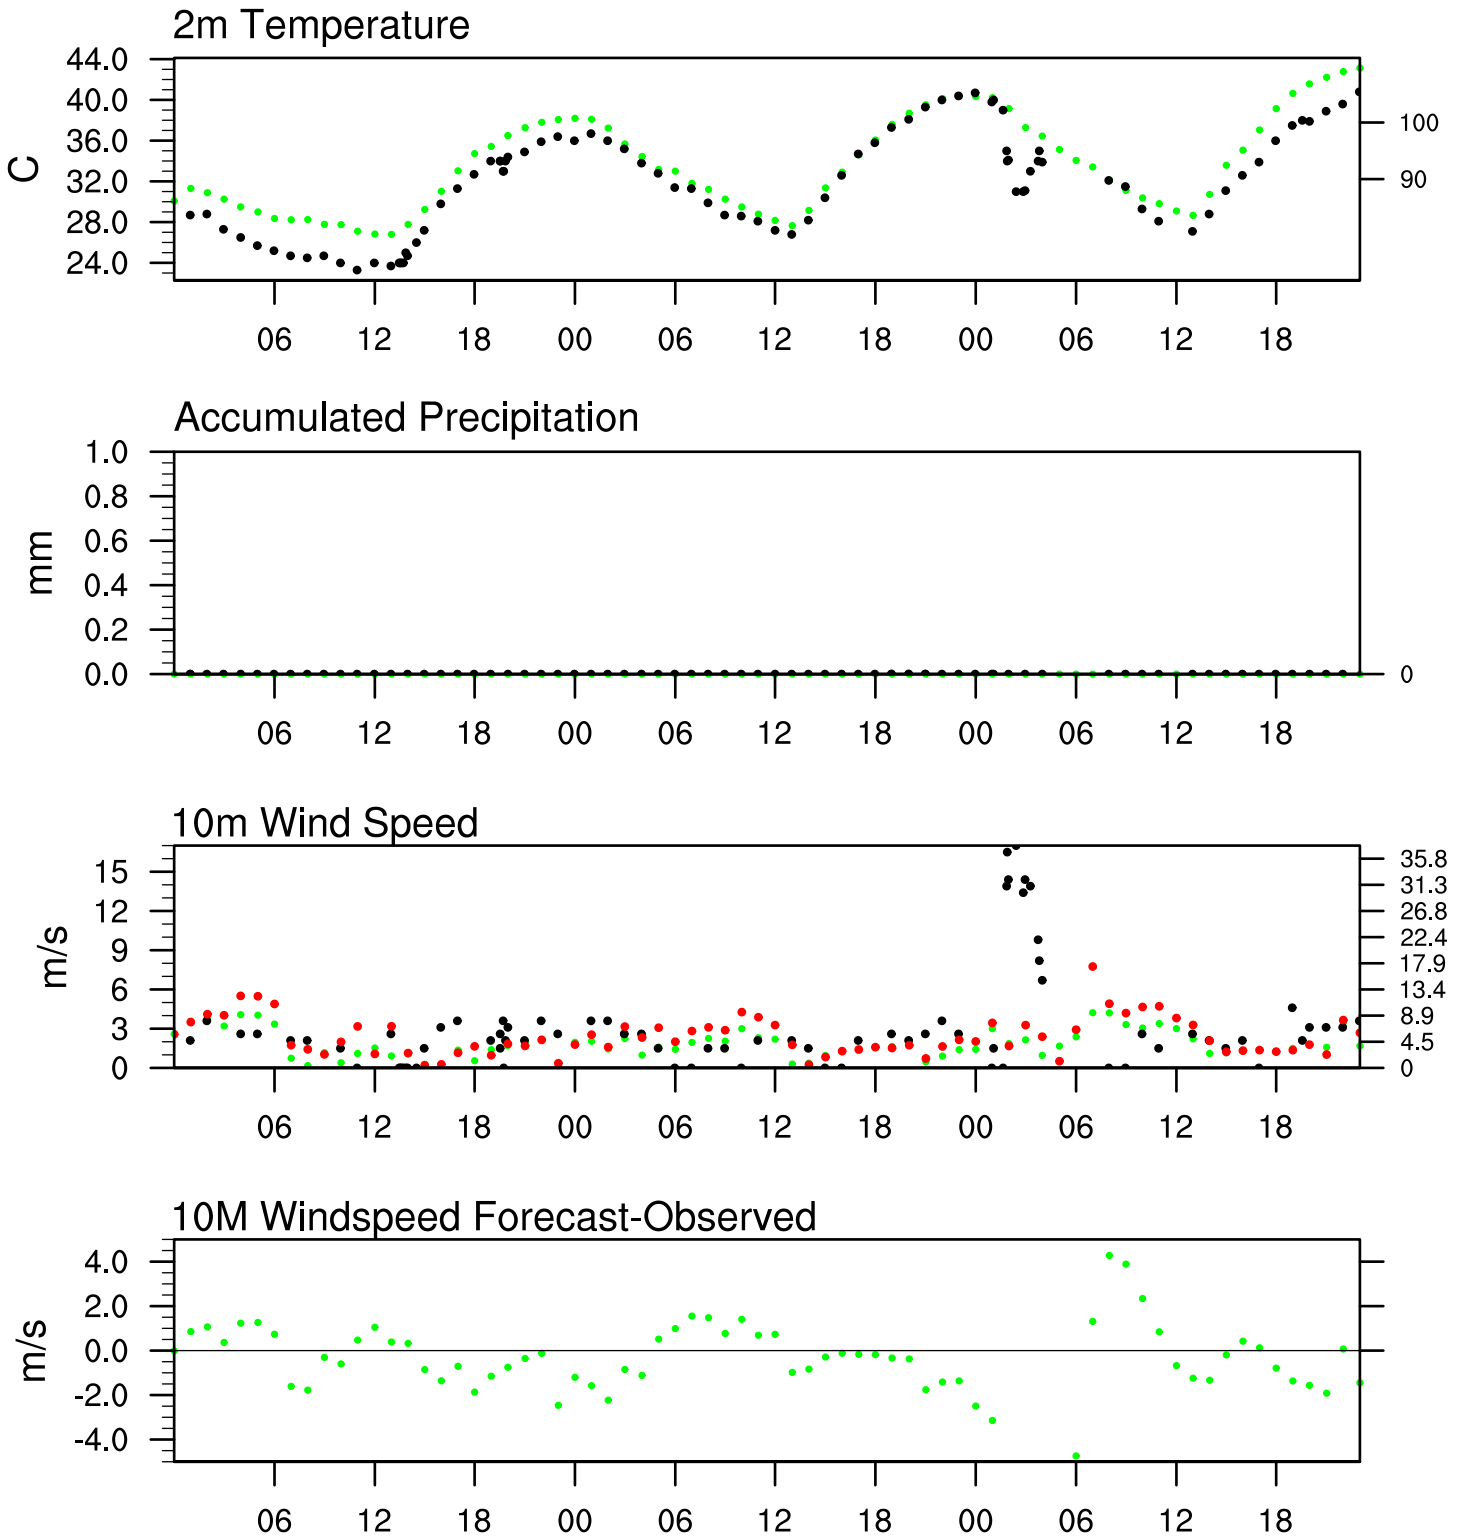 2m Temperature
44.0
40.0
100
36.0
C
32.0
90
28.0
24.0
06 12 18 00 06 12 18 00 06 12 18
Accumulated Precipitation
1.0
0.8
0.6
mm
0.4
0.2
0.0
0
06 12 18 00 06 12 18 00 06 12 18
10m Wind Speed
35.8
15
31.3
12
26.8
9
22.4
m/s
17.9
6
13.4
3
8.9
4.5
0
0
06 12 18 00 06 12 18 00 06 12 18
10M Windspeed Forecast-Observed
4.0
2.0
0.0
m/s
-2.0
-4.0
06 12 18 00 06 12 18 00 06 12 18